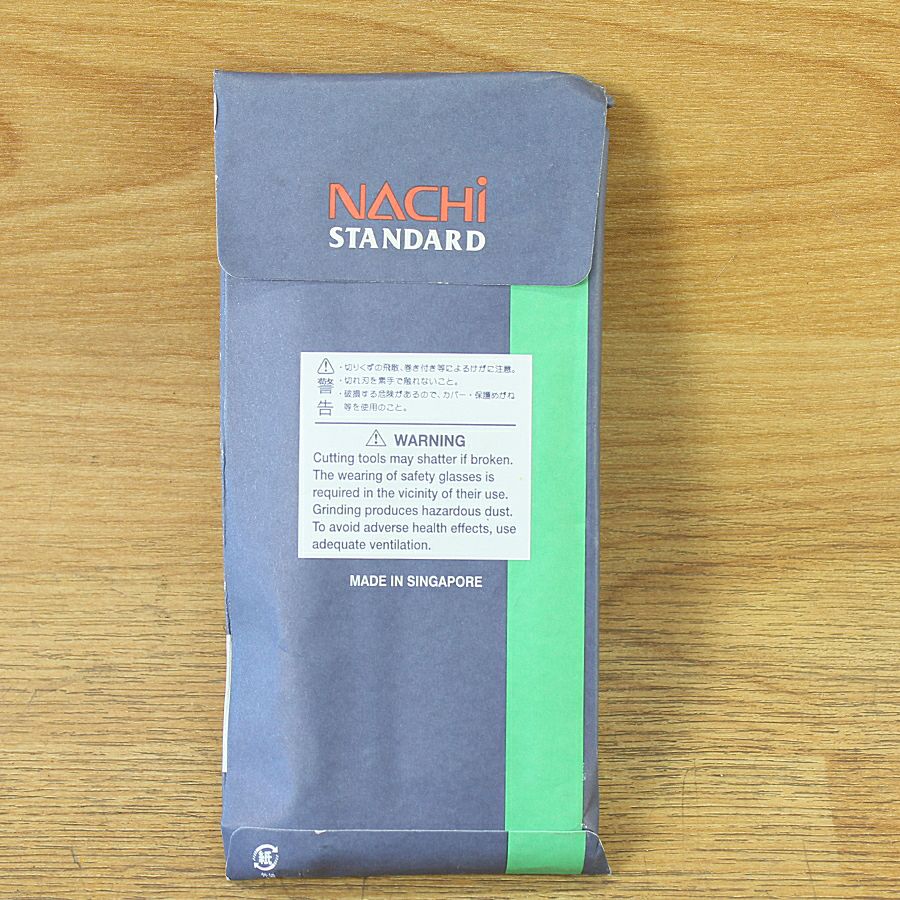 NACHi
STANDARD
警告
・切りくずの飛散、巻き付き等によるけがに注意。
・切れ刃を素手で触れないこと。
・破損する危険があるので、カバー・保護めがね
等を使用のこと。
WARNING
Cutting tools may shatter if broken.
The wearing of safety glasses is
required in the vicinity of their use.
Grinding produces hazardous dust.
To avoid adverse health effects, use
adequate ventilation.
MADE IN SINGAPORE
紙